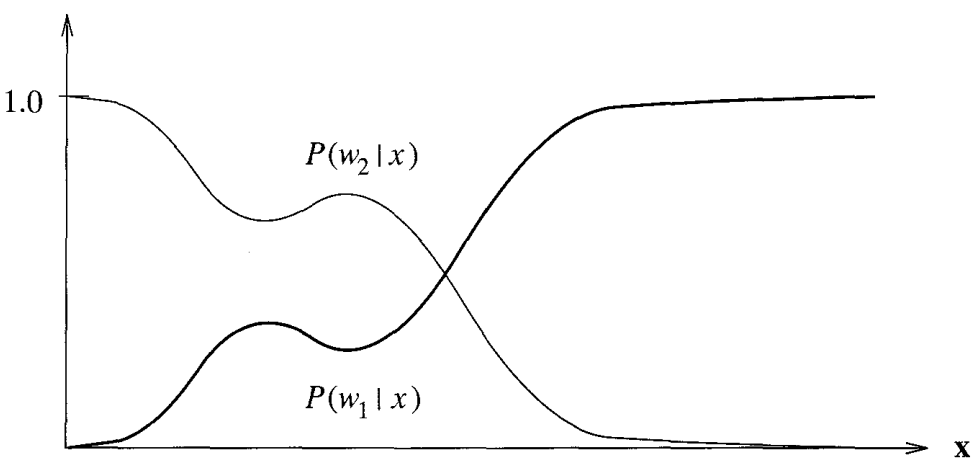 1.0
P(w₂ | x)
P(w₁ | x)
x